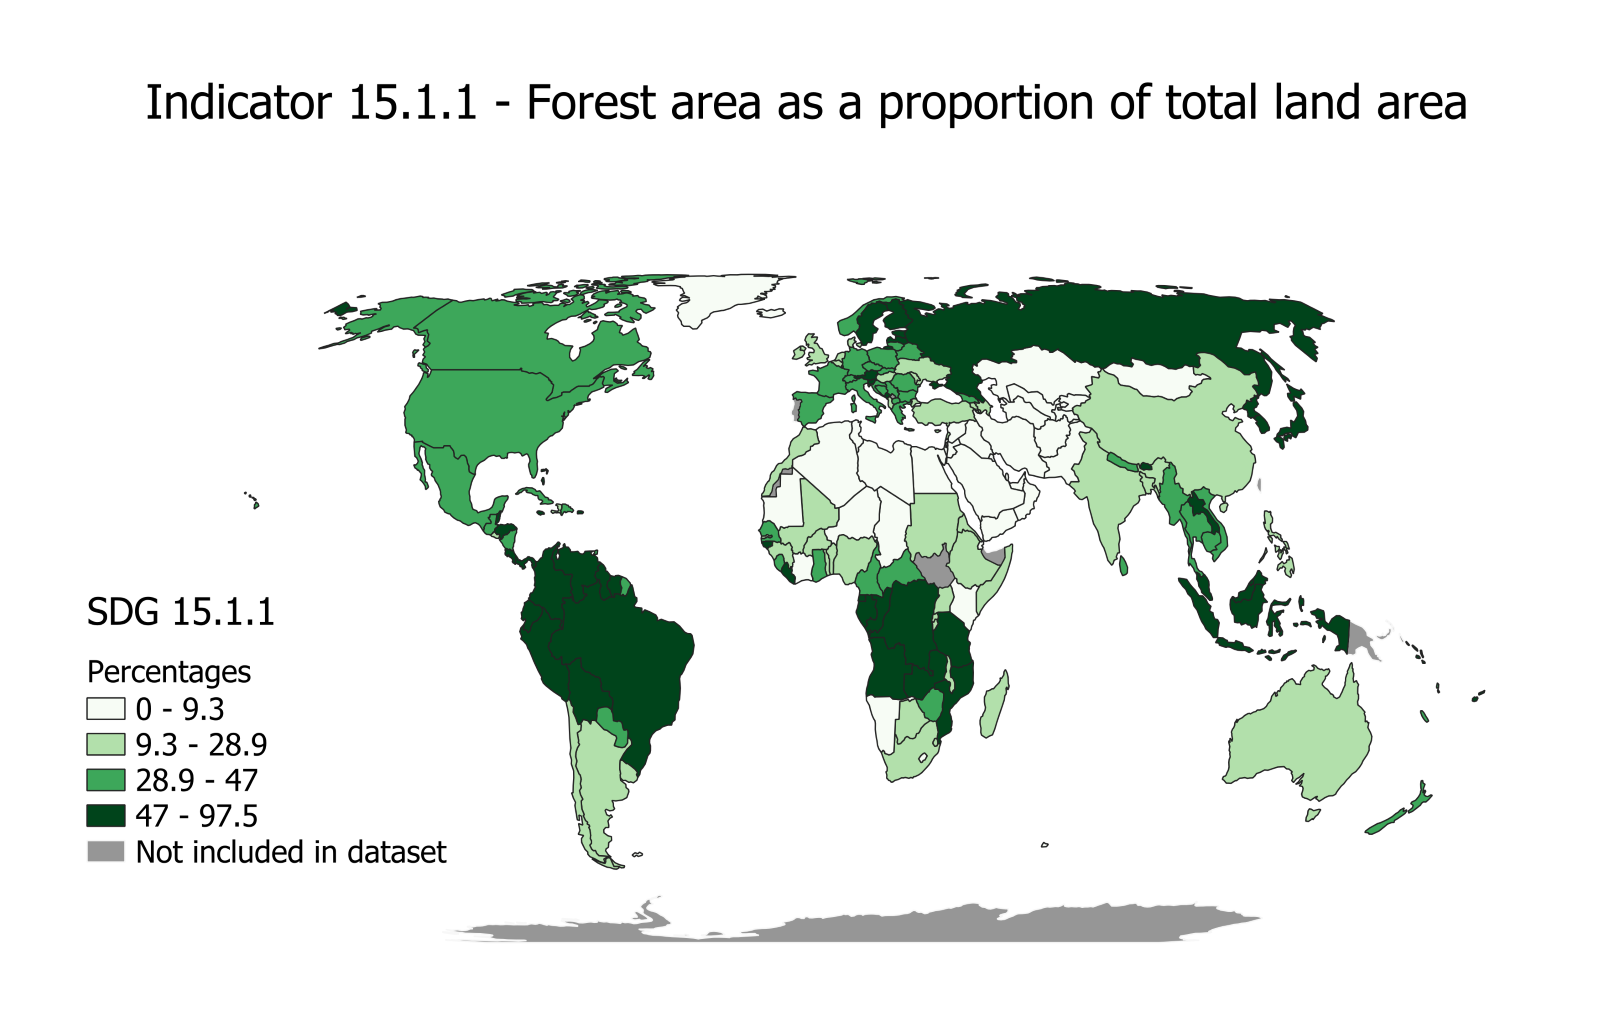 Indicator 15.1.1 - Forest area as a proportion of total land area
SDG 15.1.1
Percentages
0 - 9.3
9.3 - 28.9
28.9 - 47
47 - 97.5
Not included in dataset